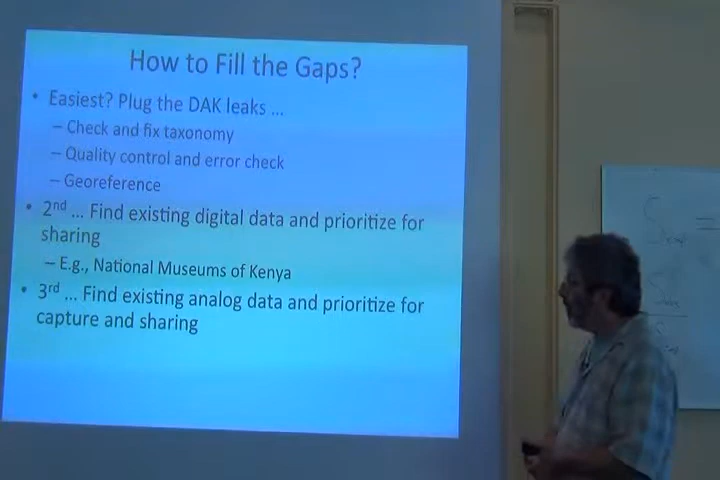 How to Fill the Gaps?
• Easiest? Plug the DAK leaks ...
– Check and fix taxonomy
– Quality control and error check
– Georeference
• 2nd ... Find existing digital data and prioritize for
sharing
– E.g., National Museums of Kenya
• 3rd ... Find existing analog data and prioritize for
capture and sharing